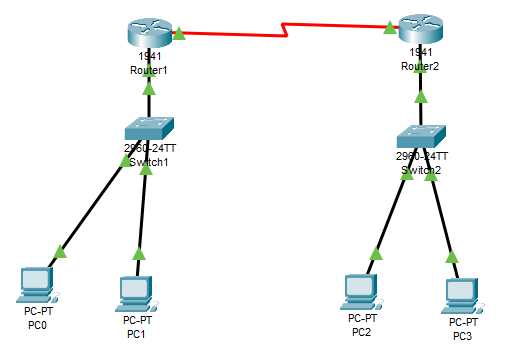 1941
Router1
1941
Router2
2960-24TT
Switch1
2960-24TT
Switch2
PC-PT
PC0
PC-PT
PC1
PC-PT
PC2
PC-PT
PC3